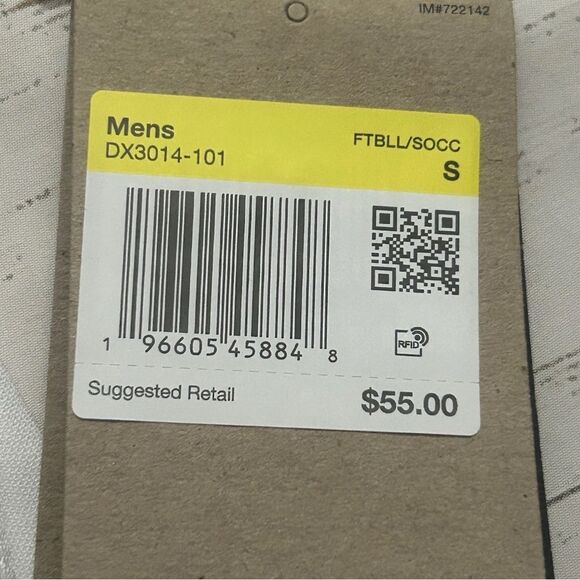 IM#722142
Mens
DX3014-101
FTBLL/SOCC
S
1 96605 45884 8
RFID
Suggested Retail
$55.00